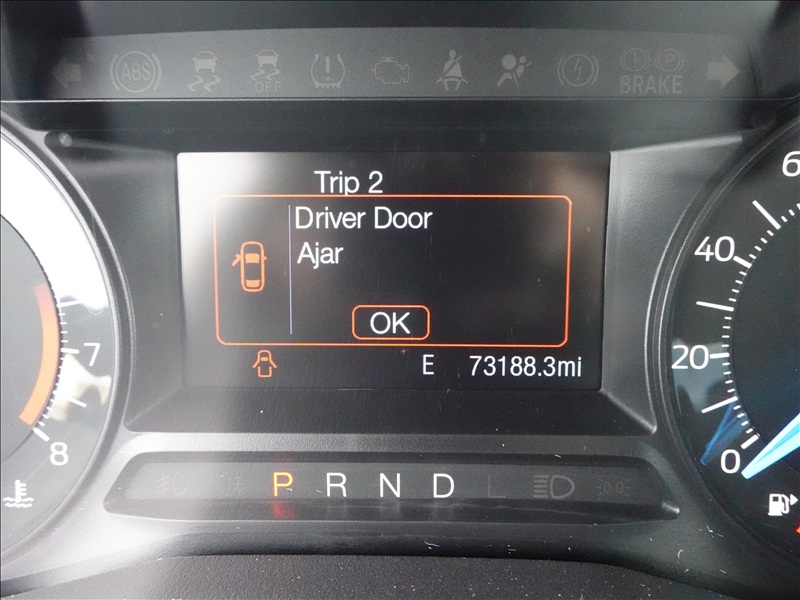 ABS
OFF
BRAKE
Trip 2
Driver Door
Ajar
OK
E 73188.3mi
P R N D L
7
8
60
40
20
0